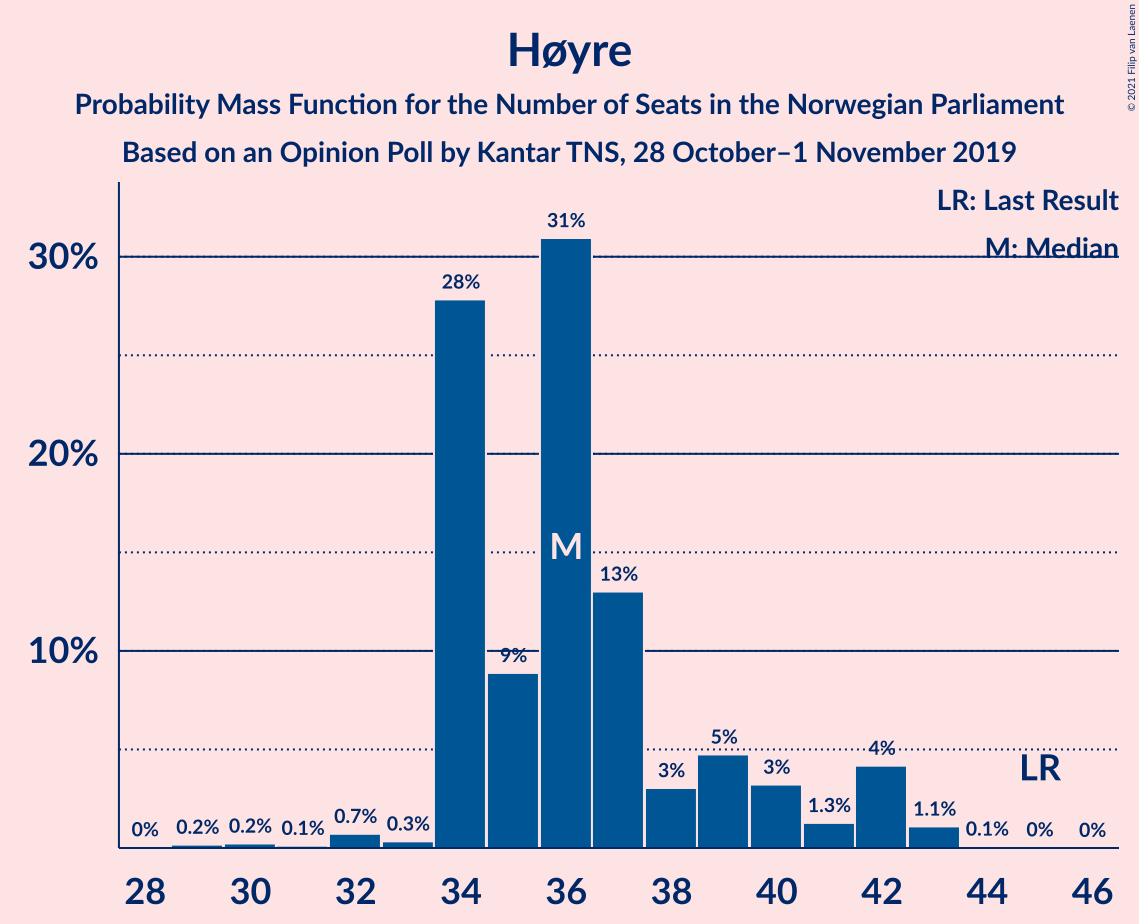 Høyre
Probability Mass Function for the Number of Seats in the Norwegian Parliament
Based on an Opinion Poll by Kantar TNS, 28 October–1 November 2019
© 2021 Filip van Laenen
LR: Last Result
M: Median
30%
20%
10%
0%
0.2%
0.2%
0.1%
0.7%
0.3%
28%
9%
31%
M
13%
3%
5%
3%
1.3%
4%
1.1%
0.1%
0%
LR
0%
28 30 32 34 36 38 40 42 44 46